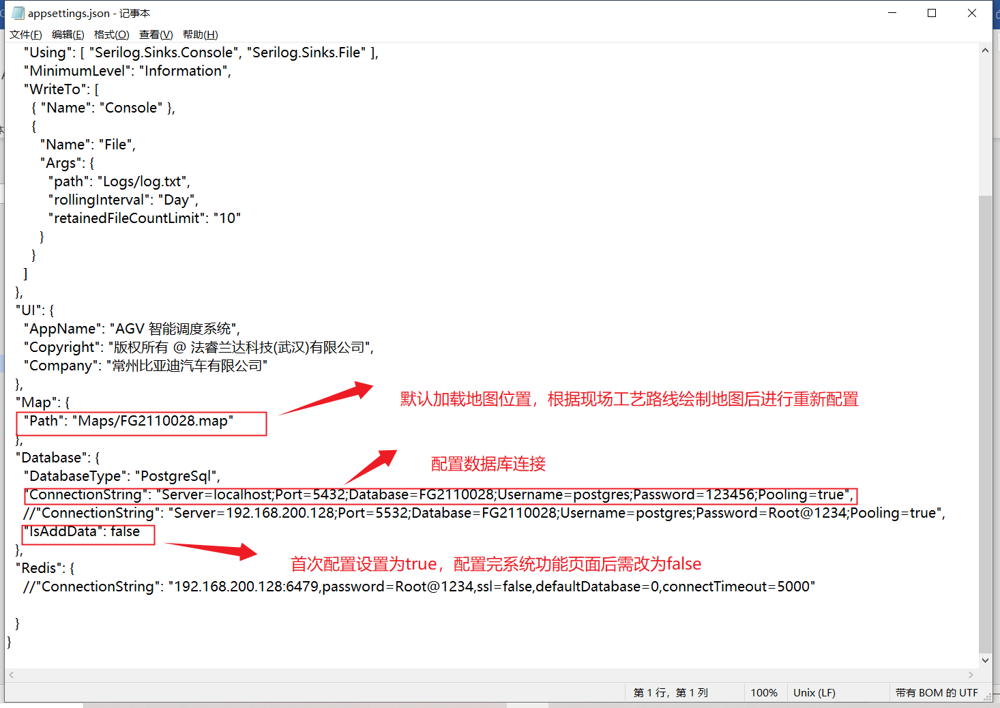 appsettings.json - 记事本
文件(F) 编辑(E) 格式(O) 查看(V) 帮助(H)
"Using": [ "Serilog.Sinks.Console", "Serilog.Sinks.File" ],
"MinimumLevel": "Information",
"WriteTo": [
{ "Name": "Console" },
{
"Name": "File",
"Args": {
"path": "Logs/log.txt",
"rollingInterval": "Day",
"retainedFileCountLimit": "10"
}
}
]
},
"UI": {
"AppName": "AGV 智能调度系统",
"Copyright": "版权所有 @ 法睿兰达科技(武汉)有限公司",
"Company": "常州比亚迪汽车有限公司"
},
"Map": {
默认加载地图位置，根据现场工艺路线绘制地图后进行重新配置
"Path": "Maps/FG2110028.map"
},
"Database": {
配置数据库连接
"DatabaseType": "PostgreSql",
"ConnectionString": "Server=localhost;Port=5432;Database=FG2110028;Username=postgres;Password=123456;Pooling=true",
//"ConnectionString": "Server=192.168.200.128;Port=5532;Database=FG2110028;Username=postgres;Password=Root@1234;Pooling=true",
"IsAddData": false
},
首次配置设置为true，配置完系统功能页面后需改为false
"Redis": {
//"ConnectionString": "192.168.200.128:6479,password=Root@1234,ssl=false,defaultDatabase=0,connectTimeout=5000"
}
}
第 1 行，第 1 列 100% Unix (LF) 带有 BOM 的 UTF